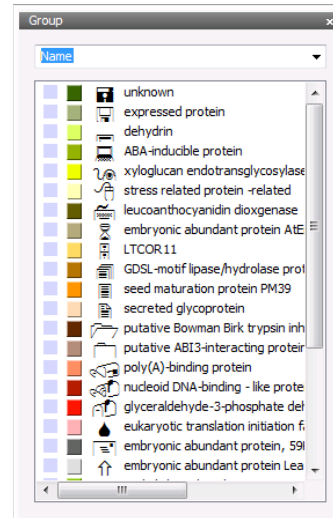 Group
Name
unknown
expressed protein
dehydrin
ABA-inducible protein
xyloglucan endotransglycosylase
stress related protein -related
leucoanthocyanidin dioxgenase
embryonic abundant protein AtE
LTCOR11
GDSL-motif lipase/hydrolase prot
seed maturation protein PM39
secreted glycoprotein
putative Bowman Birk trypsin inh
putative ABI3-interacting protein
poly(A)-binding protein
nucleoid DNA-binding - like prote
glyceraldehyde-3-phosphate deh
eukaryotic translation initiation fa
embryonic abundant protein, 59
embryonic abundant protein Lea